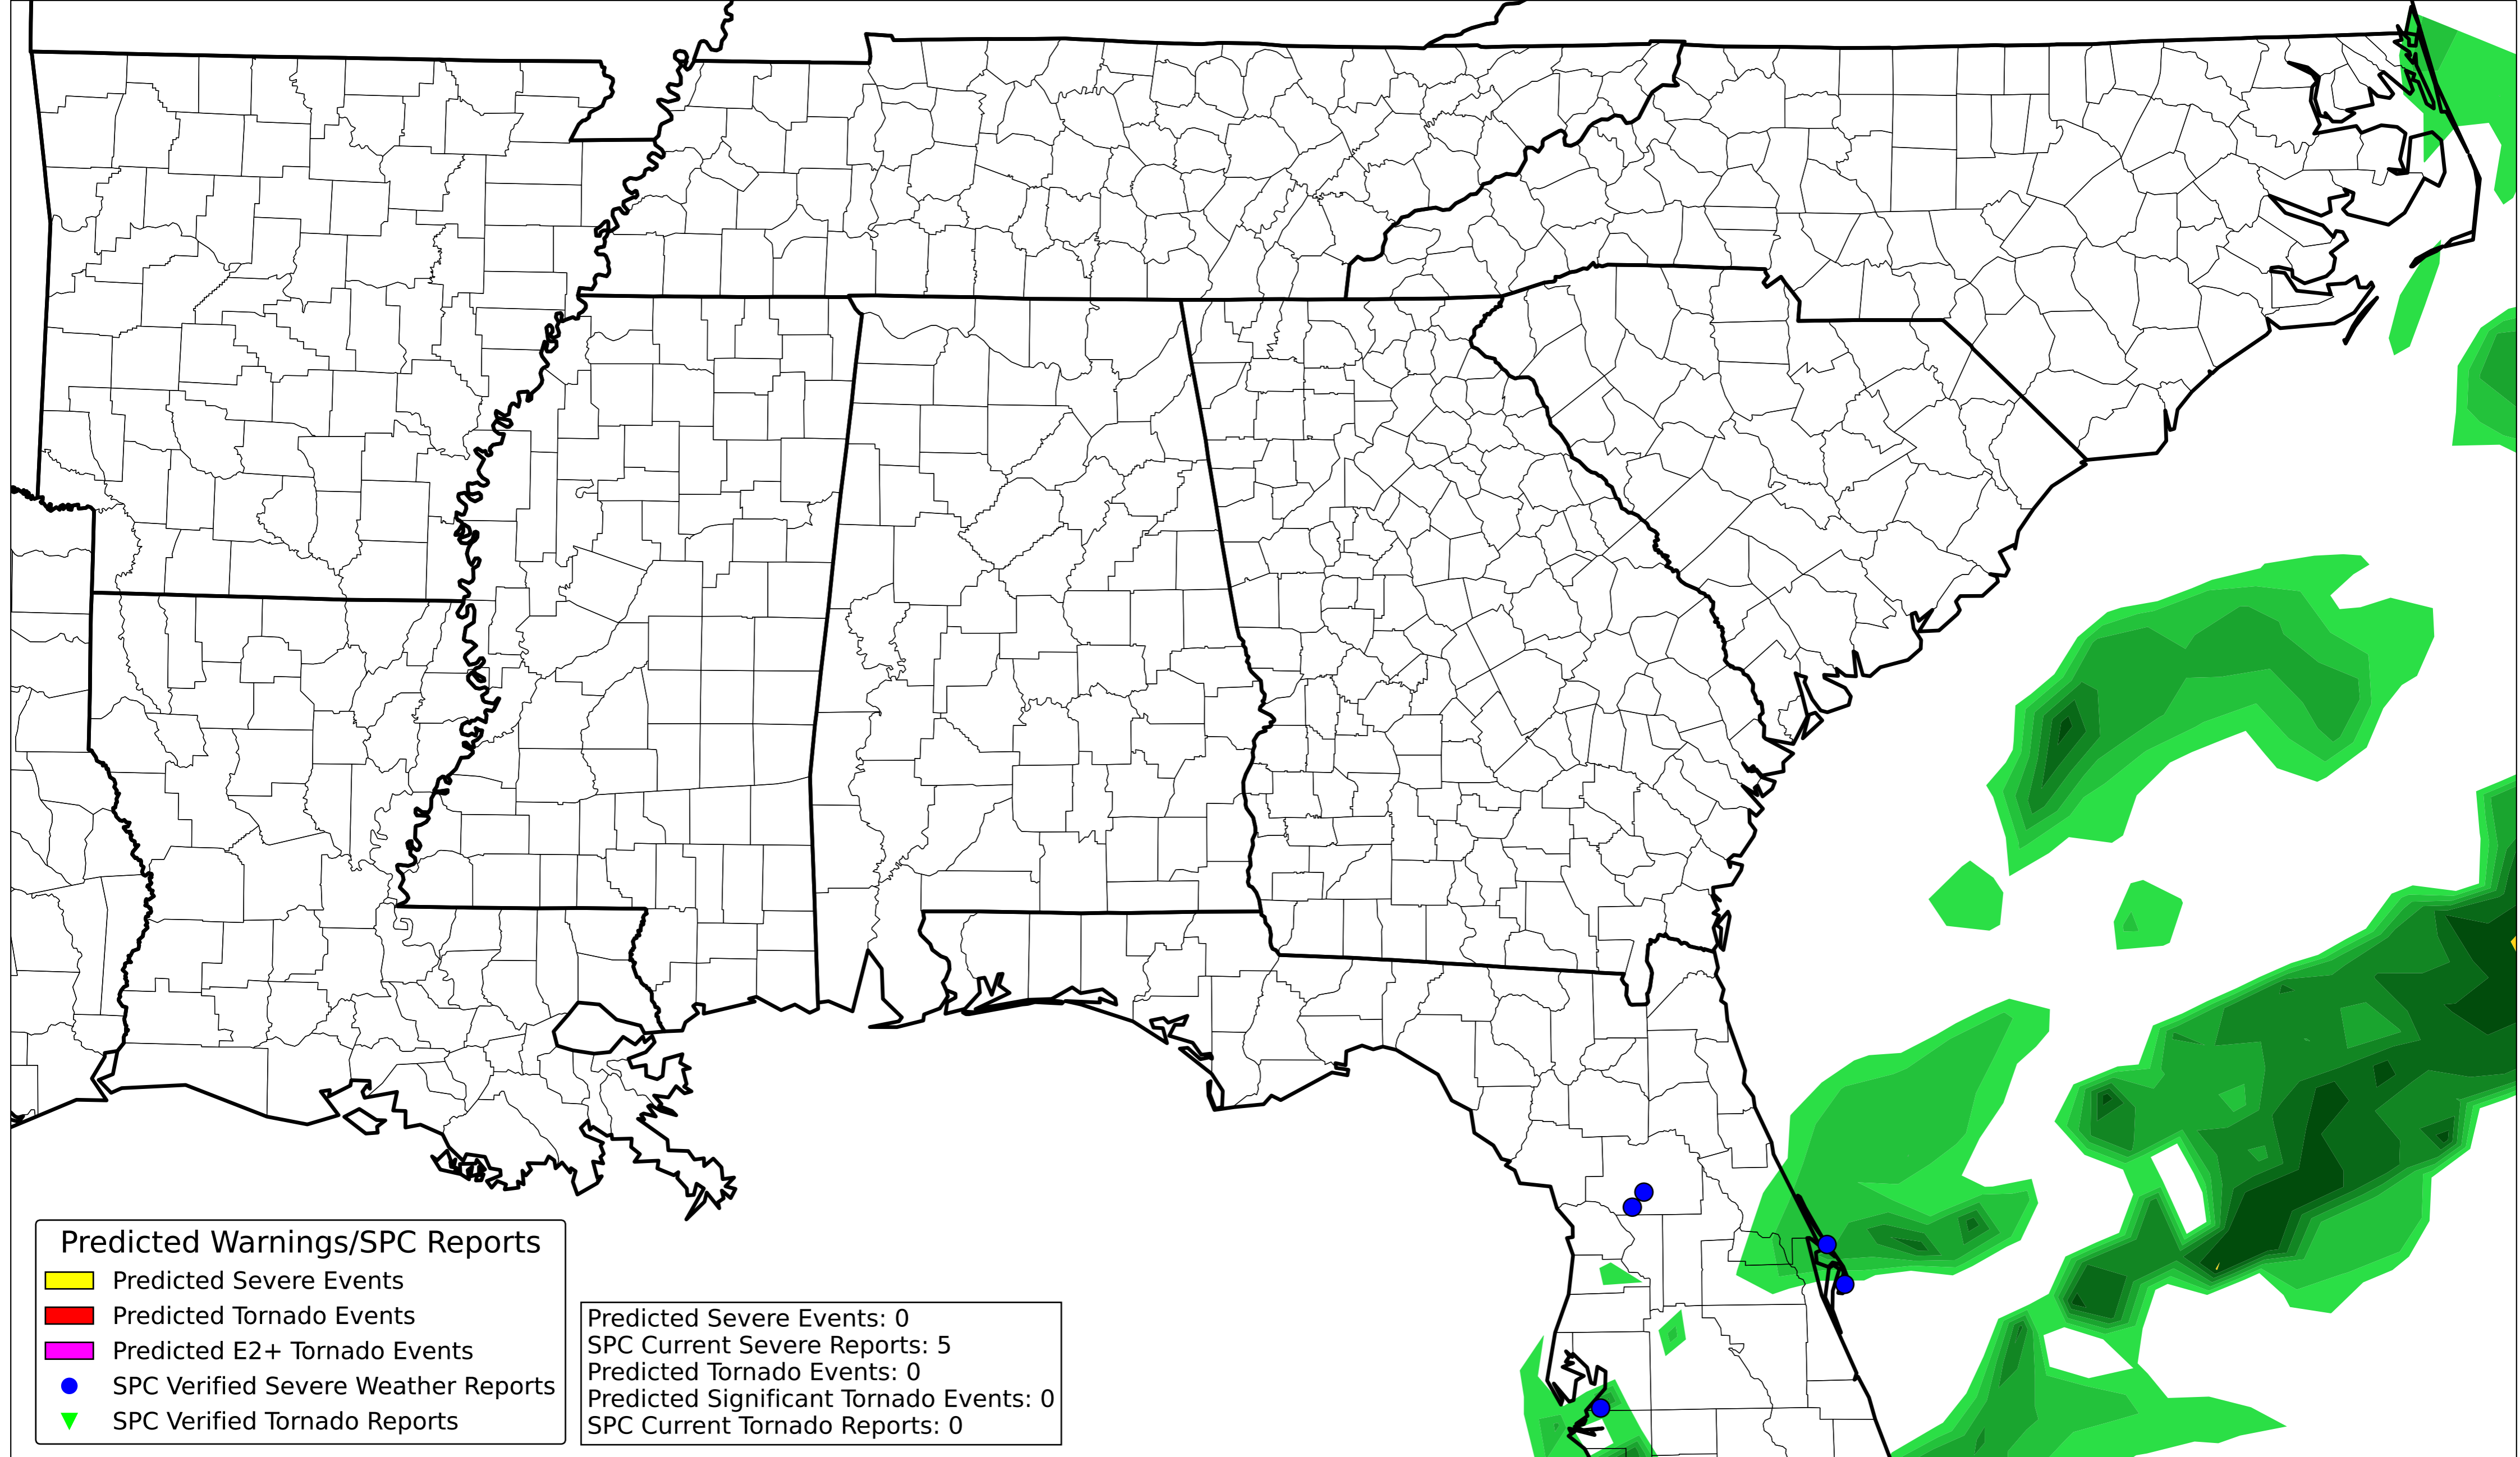 Predicted Warnings/SPC Reports
Predicted Severe Events
Predicted Tornado Events
Predicted E2+ Tornado Events
SPC Verified Severe Weather Reports
SPC Verified Tornado Reports
Predicted Severe Events: 0
SPC Current Severe Reports: 5
Predicted Tornado Events: 0
Predicted Significant Tornado Events: 0
SPC Current Tornado Reports: 0